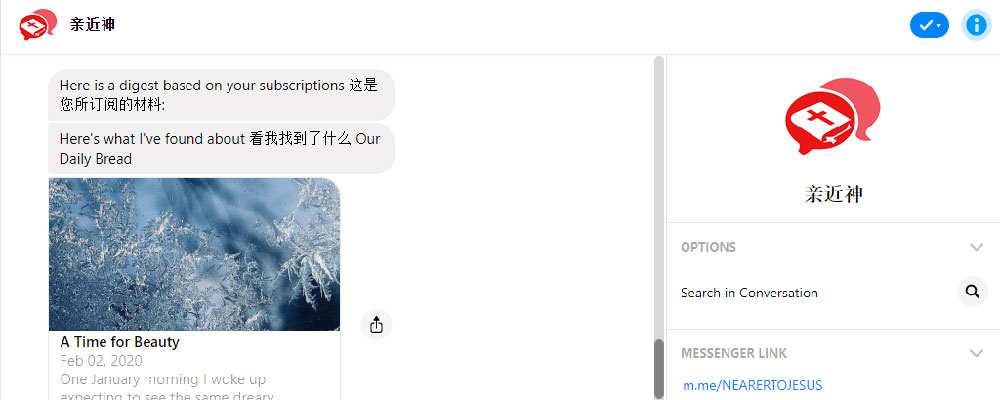 亲近神
Here is a digest based on your subscriptions 这是
您所订阅的材料:
Here's what I've found about 看我找到了什么 Our
Daily Bread
A Time for Beauty
Feb 02, 2020
One January morning I woke up
expecting to see the same dreary
亲近神
OPTIONS
Search in Conversation
MESSENGER LINK
m.me/NEARERTOJESUS